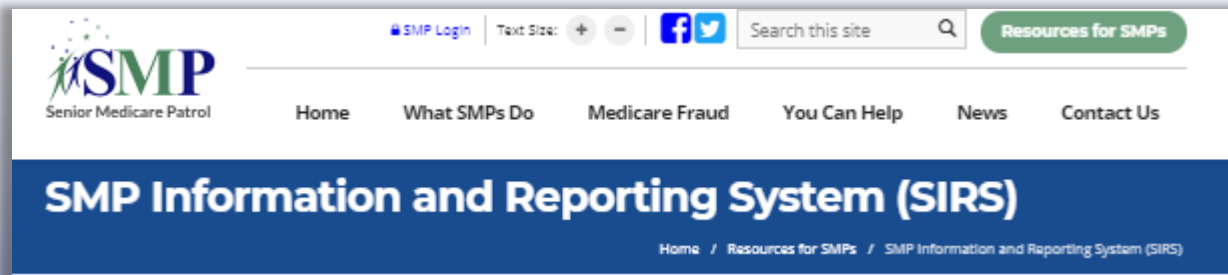 SMP Login Text Size: + − Search this site Resources for SMPs
SMP
Senior Medicare Patrol
Home What SMPs Do Medicare Fraud You Can Help News Contact Us
SMP Information and Reporting System (SIRS)
Home / Resources for SMPs / SMP Information and Reporting System (SIRS)